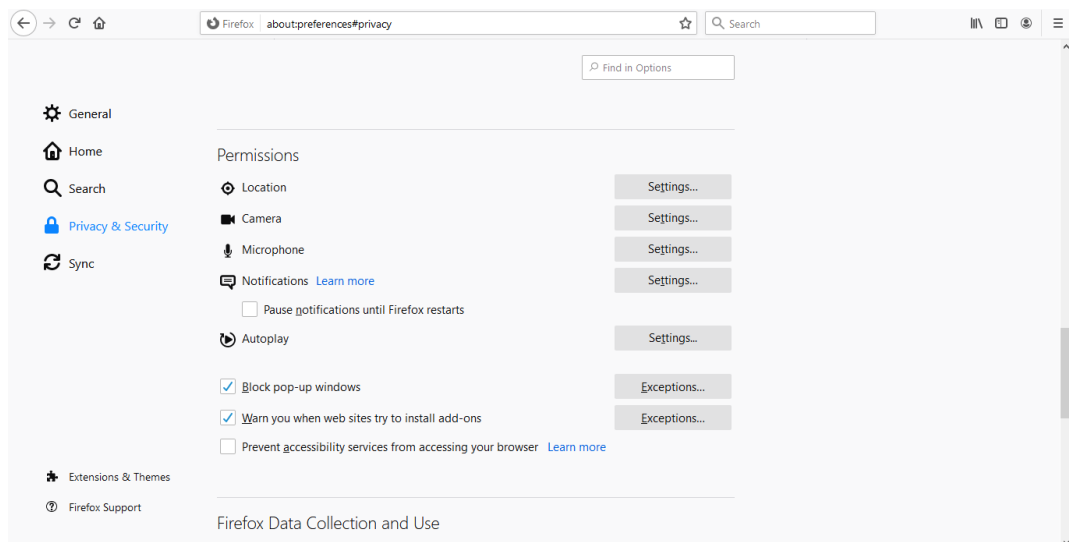 Firefox about:preferences#privacy Search
Find in Options
General
Home
Search
Privacy & Security
Sync
Extensions & Themes
Firefox Support
Permissions
Location Settings...
Camera Settings...
Microphone Settings...
Notifications Learn more Settings...
Pause notifications until Firefox restarts
Autoplay Settings...
Block pop-up windows Exceptions...
Warn you when web sites try to install add-ons Exceptions...
Prevent accessibility services from accessing your browser Learn more
Firefox Data Collection and Use